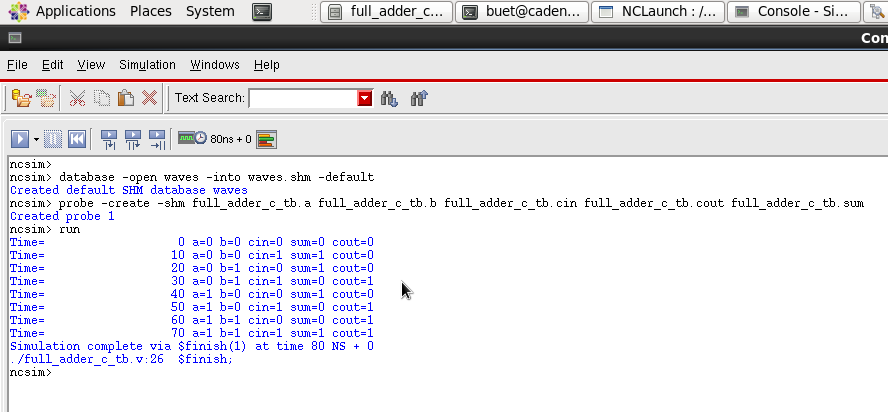 Applications Places System full_adder_c... buet@caden... NCLaunch : /... Console - Si...
Con
File Edit View Simulation Windows Help
Text Search:
80ns + 0
ncsim>
ncsim> database -open waves -into waves.shm -default
Created default SHM database waves
ncsim> probe -create -shm full_adder_c_tb.a full_adder_c_tb.b full_adder_c_tb.cin full_adder_c_tb.cout full_adder_c_tb.sum
Created probe 1
ncsim> run
Time=                   0 a=0 b=0 cin=0 sum=0 cout=0
Time=                  10 a=0 b=0 cin=1 sum=1 cout=0
Time=                  20 a=0 b=1 cin=0 sum=1 cout=0
Time=                  30 a=0 b=1 cin=1 sum=0 cout=1
Time=                  40 a=1 b=0 cin=0 sum=1 cout=0
Time=                  50 a=1 b=0 cin=1 sum=0 cout=1
Time=                  60 a=1 b=1 cin=0 sum=0 cout=1
Time=                  70 a=1 b=1 cin=1 sum=1 cout=1
Simulation complete via $finish(1) at time 80 NS + 0
./full_adder_c_tb.v:26  $finish;
ncsim>